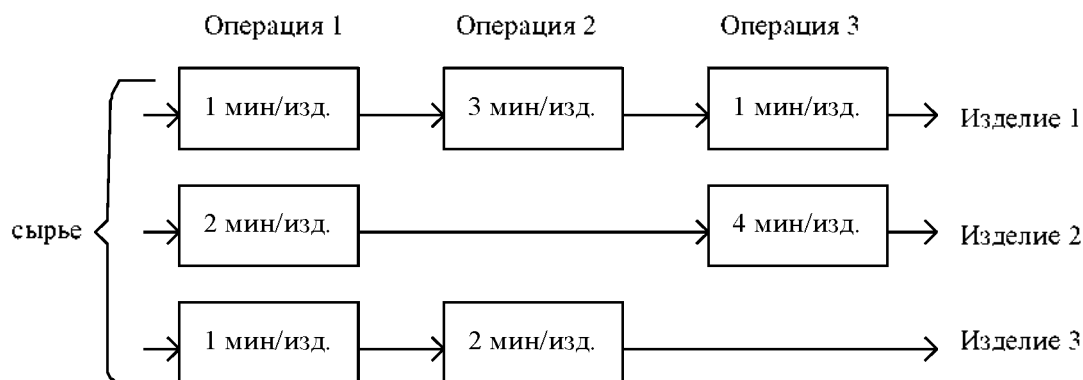 Операция 1 Операция 2 Операция 3
1 мин/изд. 3 мин/изд. 1 мин/изд. Изделие 1
сырье 2 мин/изд. 4 мин/изд. Изделие 2
1 мин/изд. 2 мин/изд. Изделие 3